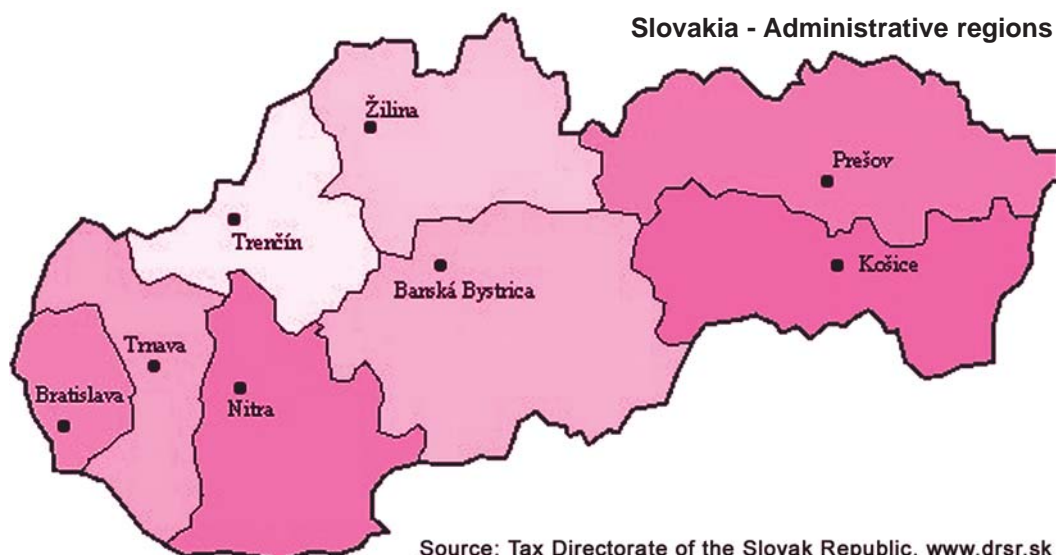 Slovakia - Administrative regions
Žilina
Prešov
Trenčín
Košice
Banská Bystrica
Trnava
Bratislava
Nitra
Source: Tax Directorate of the Slovak Republic, www.drsr.sk